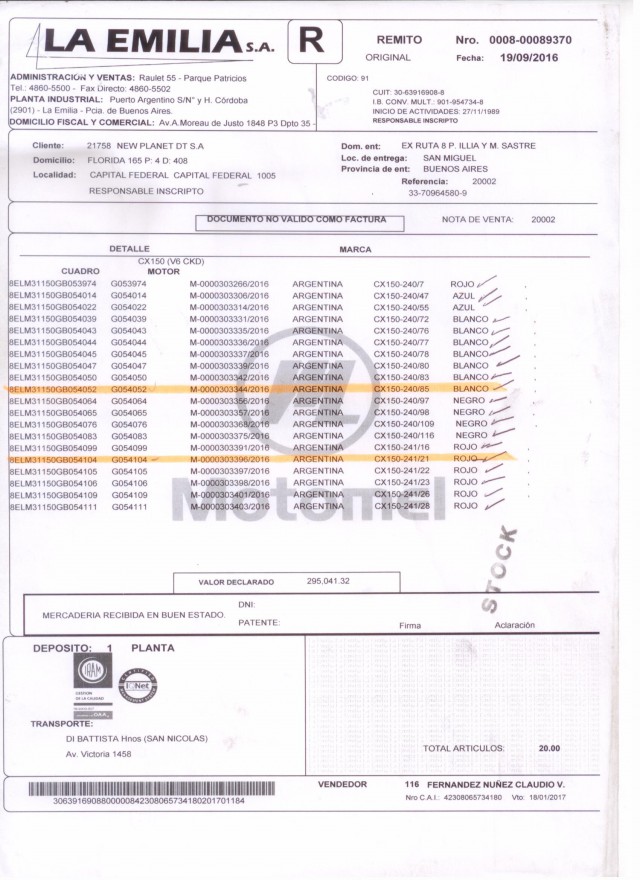 LA EMILIA S.A.
R
REMITO Nro. 0008-00089370
ORIGINAL Fecha: 19/09/2016
ADMINISTRACION Y VENTAS: Raulet 55 - Parque Patricios
Tel.: 4860-5500 - Fax Directo: 4860-5502
PLANTA INDUSTRIAL: Puerto Argentino S/N° y H. Córdoba
(2901) - La Emilia - Pcia. de Buenos Aires.
DOMICILIO FISCAL Y COMERCIAL: Av.A.Moreau de Justo 1848 P3 Dpto 35 -
CODIGO: 91
CUIT: 30-63916908-8
I.B. CONV. MULT.: 901-954734-8
INICIO DE ACTIVIDADES: 27/11/1989
RESPONSABLE INSCRIPTO
Cliente: 21758 NEW PLANET DT S.A
Domicilio: FLORIDA 165 P: 4 D: 408
Localidad: CAPITAL FEDERAL CAPITAL FEDERAL 1005
RESPONSABLE INSCRIPTO
Dom. ent: EX RUTA 8 P. ILLIA Y M. SASTRE
Loc. de entrega: SAN MIGUEL
Provincia de ent: BUENOS AIRES
Referencia: 20002
33-70964580-9
DOCUMENTO NO VALIDO COMO FACTURA
NOTA DE VENTA: 20002
DETALLE MARCA
CX150 (V6 CKD)
CUADRO MOTOR
8ELM31150GB053974 G053974 M-0000303266/2016 ARGENTINA CX150-240/7 ROJO
8ELM31150GB054014 G054014 M-0000303306/2016 ARGENTINA CX150-240/47 AZUL
8ELM31150GB054022 G054022 M-0000303314/2016 ARGENTINA CX150-240/55 AZUL
8ELM31150GB054039 G054039 M-0000303331/2016 ARGENTINA CX150-240/72 BLANCO
8ELM31150GB054043 G054043 M-0000303335/2016 ARGENTINA CX150-240/76 BLANCO
8ELM31150GB054044 G054044 M-0000303336/2016 ARGENTINA CX150-240/77 BLANCO
8ELM31150GB054045 G054045 M-0000303337/2016 ARGENTINA CX150-240/78 BLANCO
8ELM31150GB054047 G054047 M-0000303339/2016 ARGENTINA CX150-240/80 BLANCO
8ELM31150GB054050 G054050 M-0000303342/2016 ARGENTINA CX150-240/83 BLANCO
8ELM31150GB054052 G054052 M-0000303344/2016 ARGENTINA CX150-240/85 BLANCO
8ELM31150GB054064 G054064 M-0000303356/2016 ARGENTINA CX150-240/97 NEGRO
8ELM31150GB054065 G054065 M-0000303357/2016 ARGENTINA CX150-240/98 NEGRO
8ELM31150GB054076 G054076 M-0000303368/2016 ARGENTINA CX150-240/109 NEGRO
8ELM31150GB054083 G054083 M-0000303375/2016 ARGENTINA CX150-240/116 NEGRO
8ELM31150GB054099 G054099 M-0000303391/2016 ARGENTINA CX150-241/16 ROJO
8ELM31150GB054104 G054104 M-0000303396/2016 ARGENTINA CX150-241/21 ROJO
8ELM31150GB054105 G054105 M-0000303397/2016 ARGENTINA CX150-241/22 ROJO
8ELM31150GB054106 G054106 M-0000303398/2016 ARGENTINA CX150-241/23 ROJO
8ELM31150GB054109 G054109 M-0000303401/2016 ARGENTINA CX150-241/26 ROJO
8ELM31150GB054111 G054111 M-0000303403/2016 ARGENTINA CX150-241/28 ROJO
Motomel
STOCK
VALOR DECLARADO 295,041.32
MERCADERIA RECIBIDA EN BUEN ESTADO.
DNI:
PATENTE:
Firma Aclaración
DEPOSITO: 1 PLANTA
IRAM
GESTION
DE LA CALIDAD
IQNet
TRANSPORTE:
DI BATTISTA Hnos (SAN NICOLAS)
Av. Victoria 1458
TOTAL ARTICULOS: 20.00
VENDEDOR 116 FERNANDEZ NUÑEZ CLAUDIO V.
30639169088000008423080657341802017​01184
Nro C.A.I.: 42308065734180 Vto: 18/01/2017